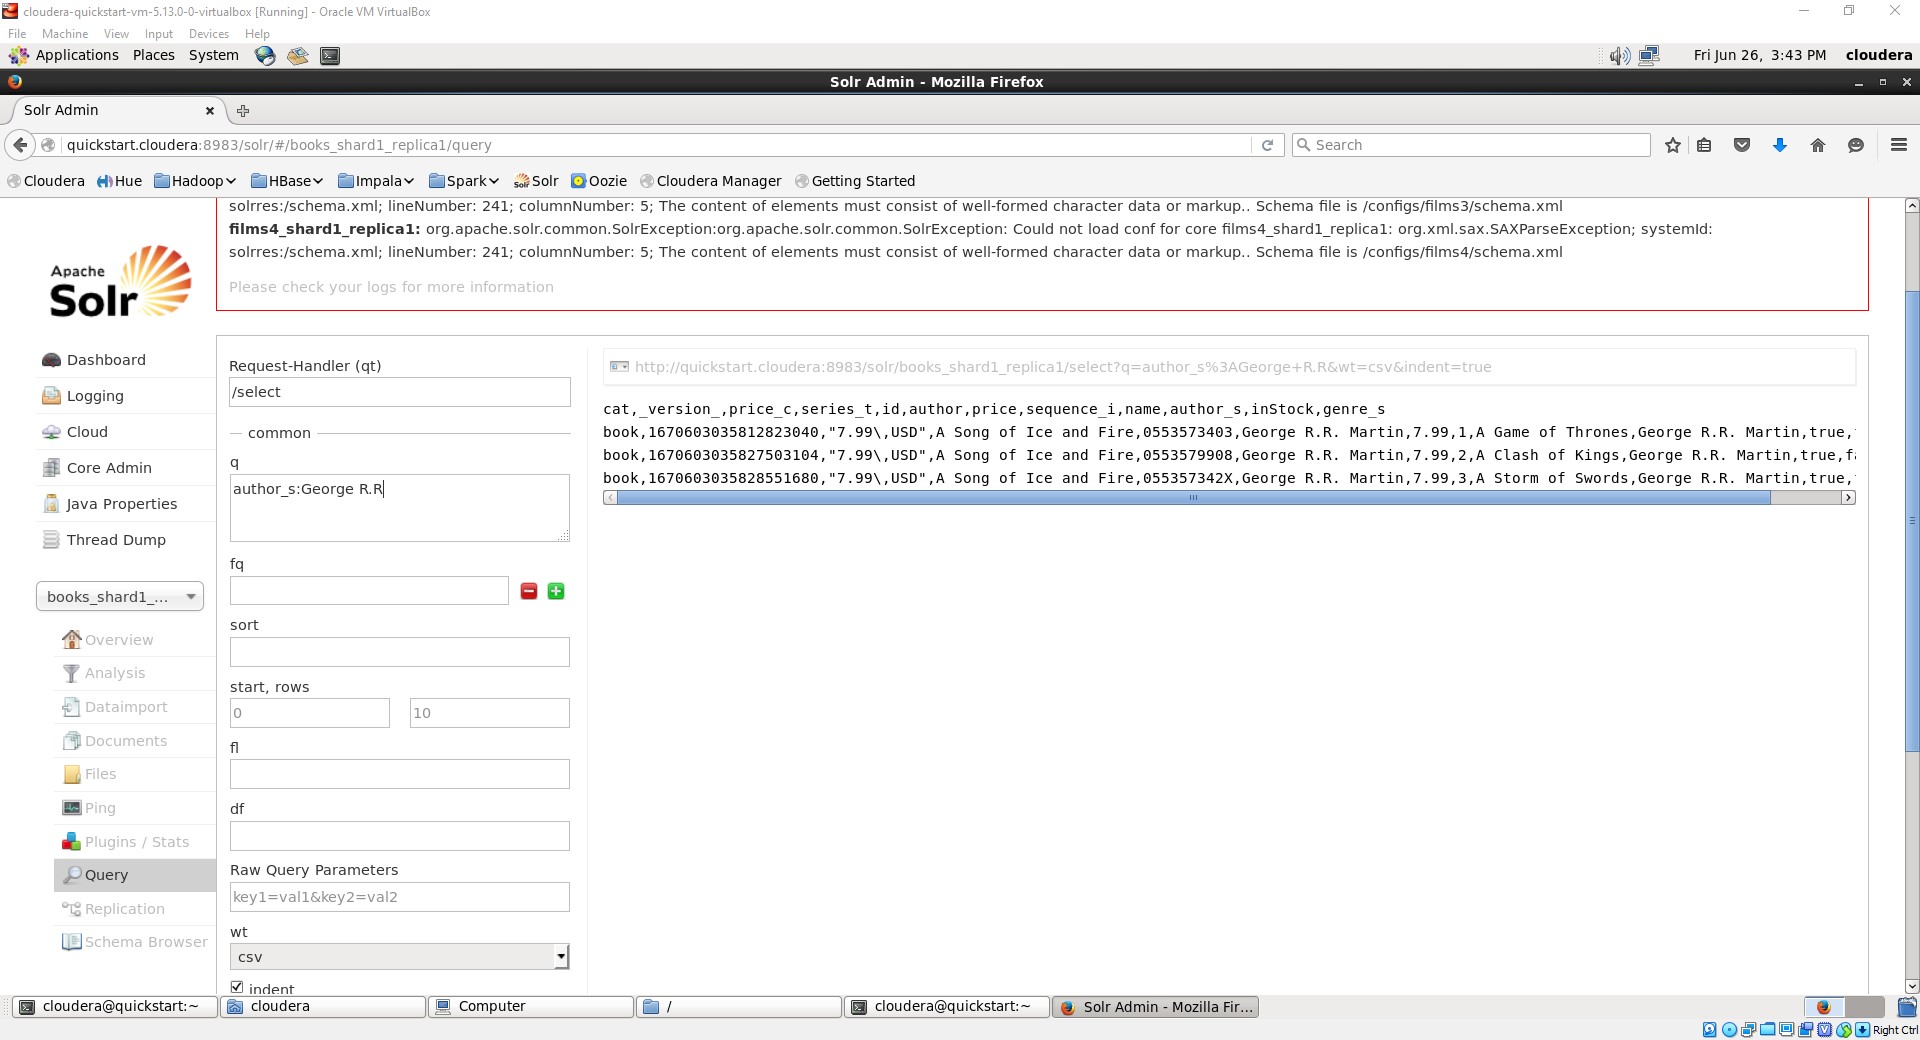 cloudera-quickstart-vm-5.13.0-0-virtualbox [Running] - Oracle VM VirtualBox
File Machine View Input Devices Help
Applications Places System
Fri Jun 26, 3:43 PM cloudera
Solr Admin - Mozilla Firefox
Solr Admin
quickstart.cloudera:8983/solr/#/books_shard1_replica1/query
Search
Cloudera Hue Hadoop HBase Impala Spark Solr Oozie Cloudera Manager Getting Started
solrres:/schema.xml; lineNumber: 241; columnNumber: 5; The content of elements must consist of well-formed character data or markup.. Schema file is /configs/films3/schema.xml
films4_shard1_replica1: org.apache.solr.common.SolrException:org.apache.solr.common.SolrException: Could not load conf for core films4_shard1_replica1: org.xml.sax.SAXParseException; systemId:
solrres:/schema.xml; lineNumber: 241; columnNumber: 5; The content of elements must consist of well-formed character data or markup.. Schema file is /configs/films4/schema.xml
Please check your logs for more information
Apache
Solr
Dashboard
Logging
Cloud
Core Admin
Java Properties
Thread Dump
books_shard1_...
Overview
Analysis
Dataimport
Documents
Files
Ping
Plugins / Stats
Query
Replication
Schema Browser
Request-Handler (qt)
/select
common
q
author_s:George R.R
fq
sort
start, rows
0
10
fl
df
Raw Query Parameters
key1=val1&key2=val2
wt
csv
indent
http://quickstart.cloudera:8983/solr/books_shard1_replica1/select?q=author_s%3AGeorge+R.R&wt=csv&indent=true
cat,_version_,price_c,series_t,id,author,price,sequence_i,name,author_s,inStock,genre_s
book,1670603035812823040,"7.99\,USD",A Song of Ice and Fire,0553573403,George R.R. Martin,7.99,1,A Game of Thrones,George R.R. Martin,true,
book,1670603035827503104,"7.99\,USD",A Song of Ice and Fire,0553579908,George R.R. Martin,7.99,2,A Clash of Kings,George R.R. Martin,true,fa
book,1670603035828551680,"7.99\,USD",A Song of Ice and Fire,055357342X,George R.R. Martin,7.99,3,A Storm of Swords,George R.R. Martin,true,
cloudera@quickstart:~
cloudera
Computer
/
cloudera@quickstart:~
Solr Admin - Mozilla Fir...
Right Ctrl